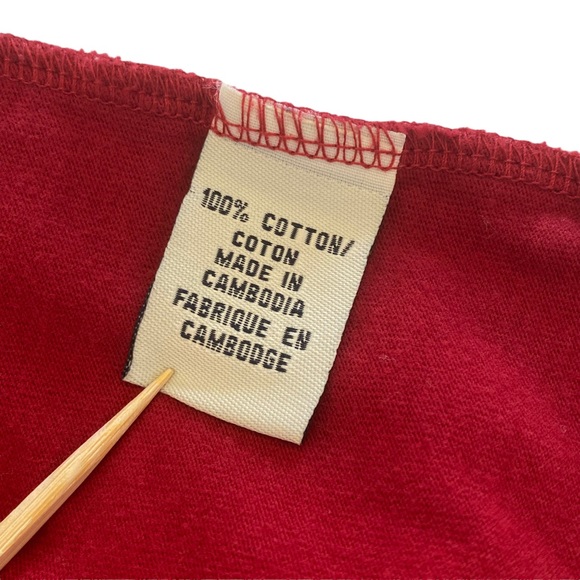 100% COTTON/
COTON
MADE IN
CAMBODIA
FABRIQUE EN
CAMBODGE